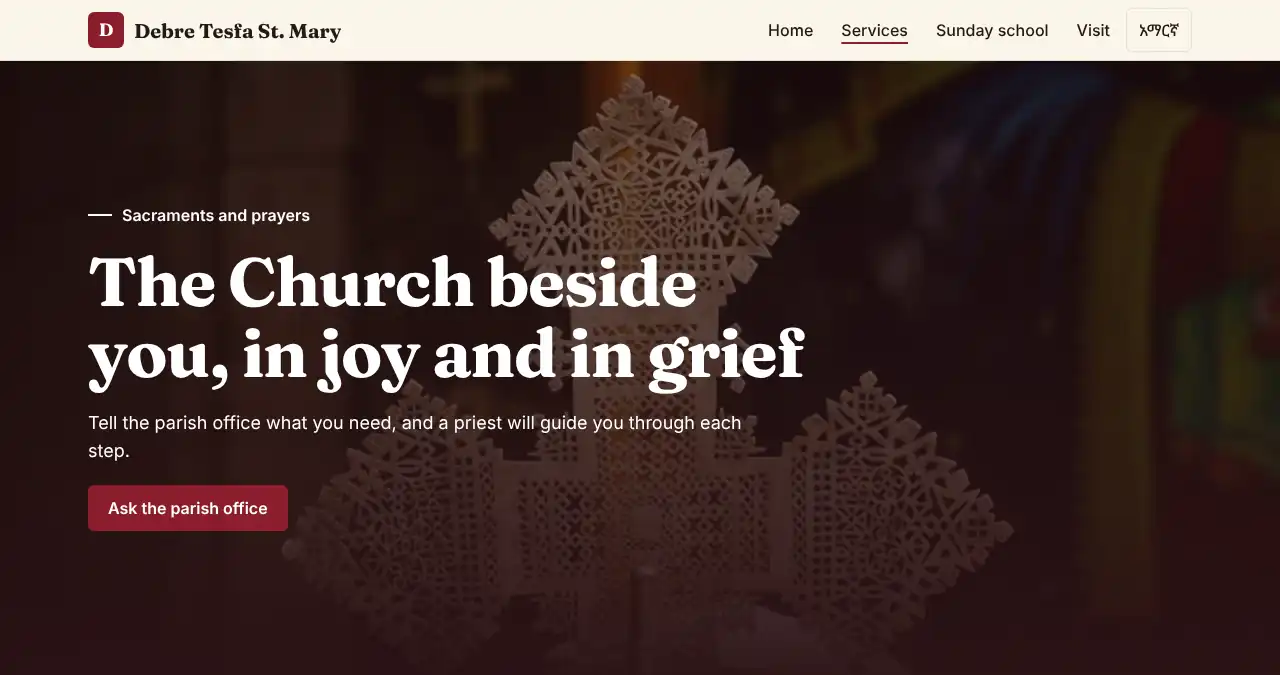 D
Debre Tesfa St. Mary
Home
Services
Sunday school
Visit
አማርኛ
Sacraments and prayers
The Church beside
you, in joy and in grief
Tell the parish office what you need, and a priest will guide you through each
step.
Ask the parish office